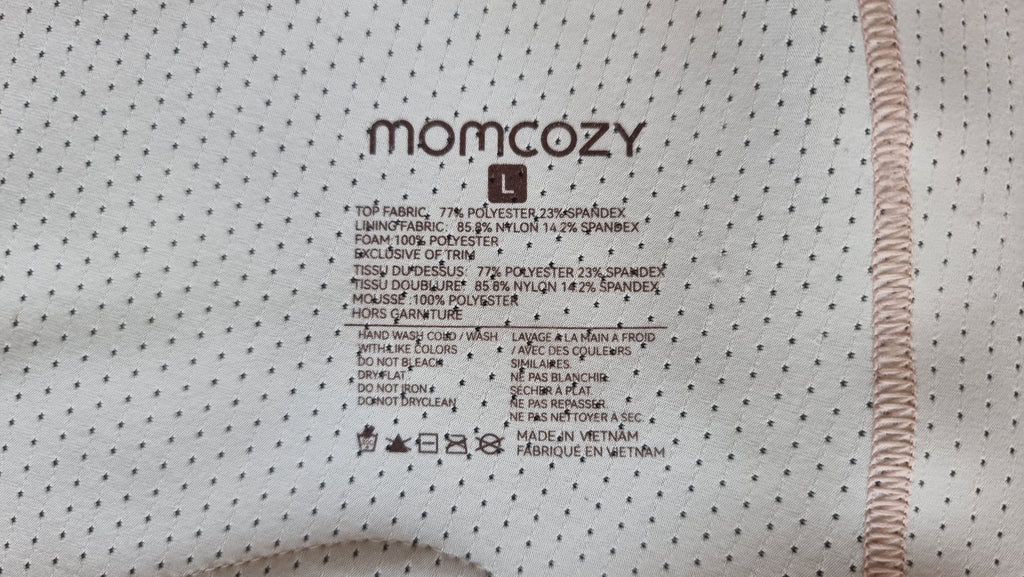 MOMCOZY
L
TOP FABRIC: 77% POLYESTER 23% SPANDEX
LINING FABRIC: 85.8% NYLON 14.2% SPANDEX
FOAM:100% POLYESTER
EXCLUSIVE OF TRIM
TISSU DU DESSUS: 77% POLYESTER 23% SPANDEX
TISSU DOUBLURE: 85.8% NYLON 14.2% SPANDEX
MOUSSE :100% POLYESTER
HORS GARNITURE
HAND WASH COLD / WASH
WITH LIKE COLORS
DO NOT BLEACH
DRY FLAT
DO NOT IRON
DO NOT DRYCLEAN
LAVAGE À LA MAIN A FROID
/ AVEC DES COULEURS
SIMILAIRES.
NE PAS BLANCHIR.
SÉCHER À PLAT.
NE PAS REPASSER.
NE PAS NETTOYER À SEC.
MADE IN VIETNAM
FABRIQUÉ EN VIETNAM